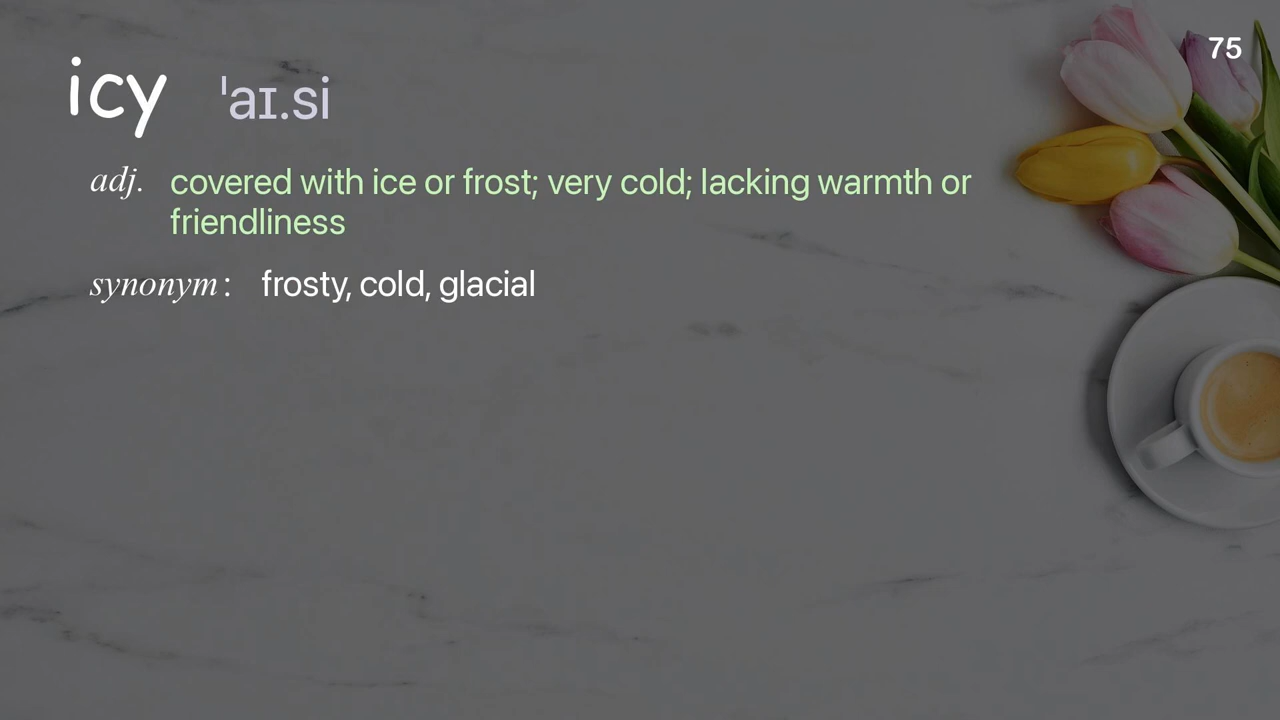 75
icy ˈaɪ.si
adj. covered with ice or frost; very cold; lacking warmth or
friendliness
synonym: frosty, cold, glacial